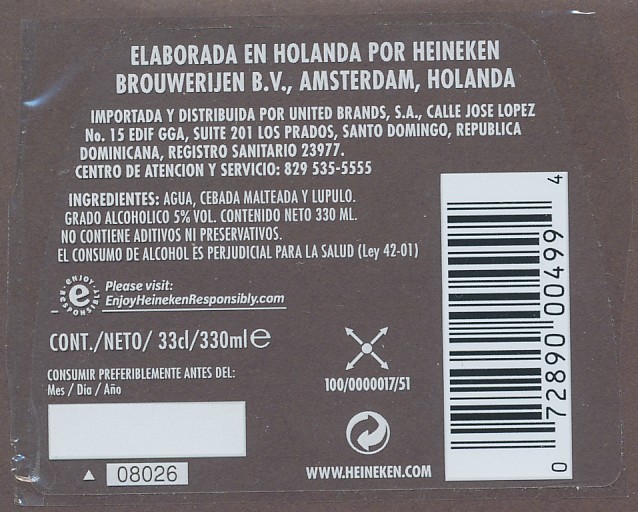 ELABORADA EN HOLANDA POR HEINEKEN
BROUWERIJEN B.V., AMSTERDAM, HOLANDA
IMPORTADA Y DISTRIBUIDA POR UNITED BRANDS, S.A., CALLE JOSE LOPEZ
No. 15 EDIF GGA, SUITE 201 LOS PRADOS, SANTO DOMINGO, REPUBLICA
DOMINICANA, REGISTRO SANITARIO 23977.
CENTRO DE ATENCION Y SERVICIO: 829 535-5555
INGREDIENTES: AGUA, CEBADA MALTEADA Y LUPULO.
GRADO ALCOHOLICO 5% VOL. CONTENIDO NETO 330 ML.
NO CONTIENE ADITIVOS NI PRESERVATIVOS.
EL CONSUMO DE ALCOHOL ES PERJUDICIAL PARA LA SALUD (Ley 42-01)
ENJOY RESPONSIBLY
e
Please visit:
EnjoyHeinekenResponsibly.com
CONT./NETO/ 33cl/330ml e
CONSUMIR PREFERIBLEMENTE ANTES DEL:
Mes / Dia / Año
08026
100/0000017/51
WWW.HEINEKEN.COM
0 72890 00499 4